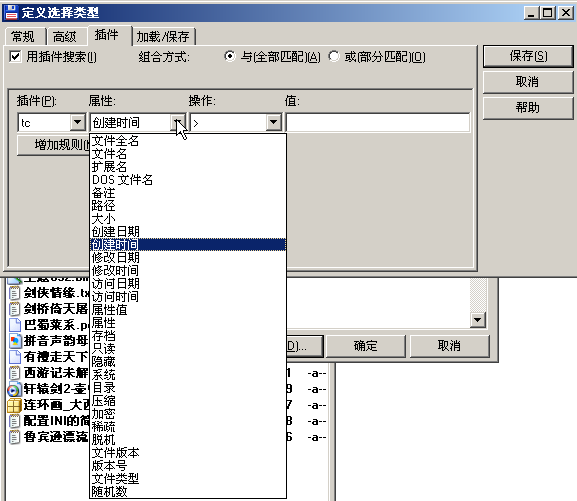 定义选择类型
常规 高级 插件 加载/保存
用插件搜索(I) 组合方式: 与(全部匹配)(A) 或(部分匹配)(O)
保存(S)
取消
帮助
插件(P): 属性: 操作: 值:
tc 创建时间 >
增加规则(M
文件全名
文件名
扩展名
DOS 文件名
备注
路径
大小
创建日期
创建时间
修改日期
修改时间
访问日期
访问时间
属性值
属性
存档
只读
隐藏
系统
目录
压缩
加密
稀疏
脱机
文件版本
版本号
文件类型
随机数
剑侠情缘.tx
剑桥倚天屠
巴蜀菜系.p
拼音声韵母
有禮走天下
D)... 确定 取消
西游记未解 1 -a--
轩辕剑2-壶 9 -a--
连环画_大西 7 -a--
配置INI的简 8 -a--
鲁宾逊漂流 6 -a--